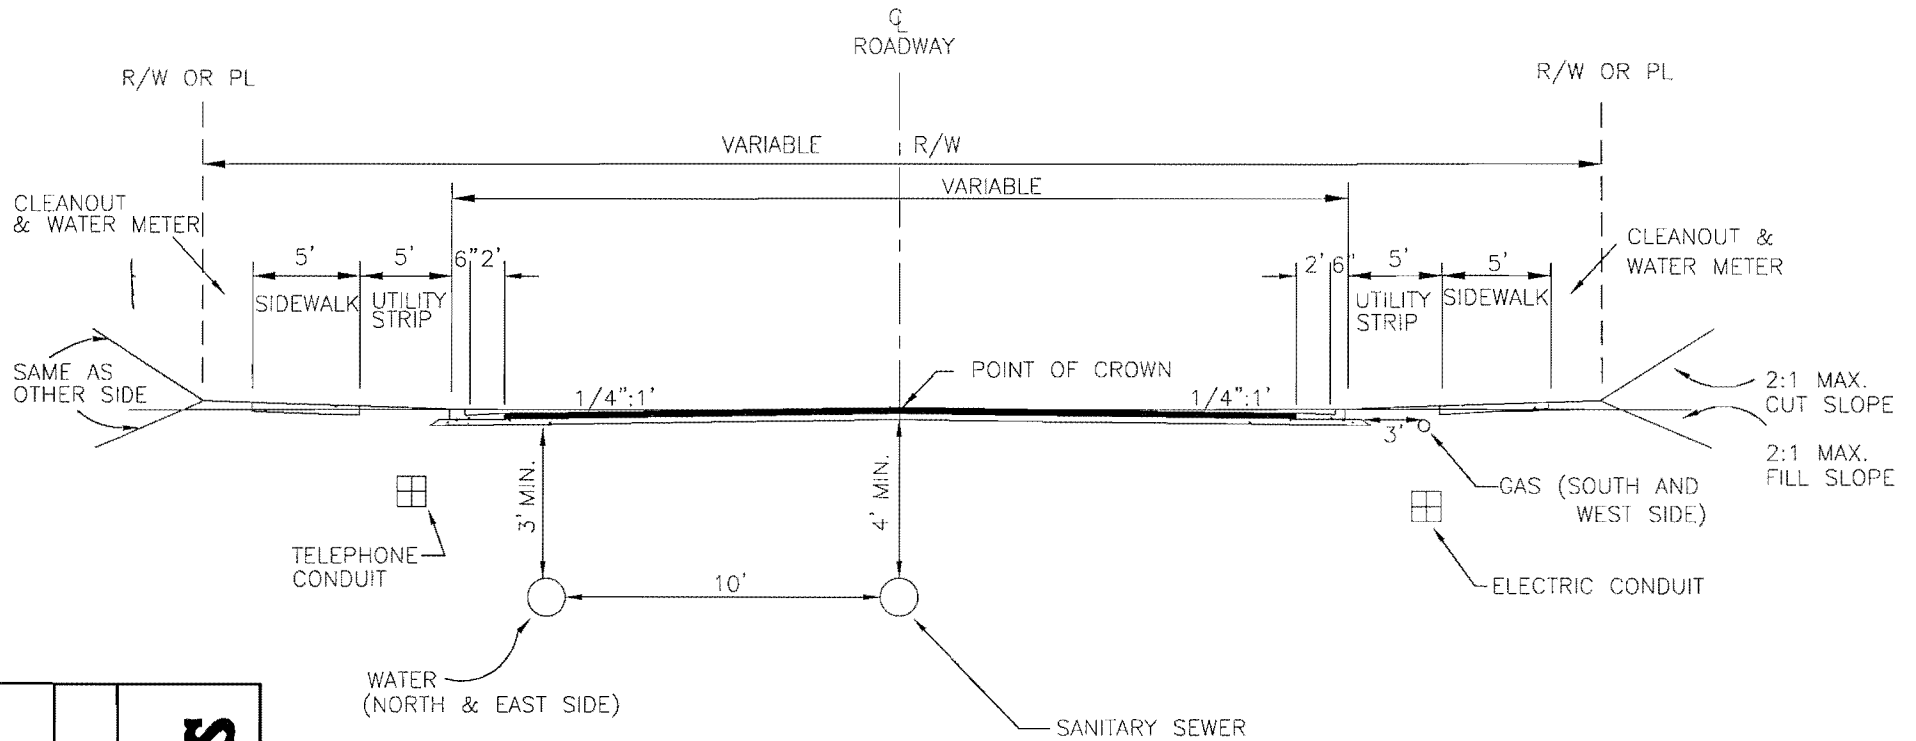 ℄
ROADWAY
R/W OR PL
R/W OR PL
VARIABLE R/W
VARIABLE
CLEANOUT
& WATER METER
5'
5'
6"
2'
2'
6"
5'
5'
CLEANOUT &
WATER METER
SIDEWALK
UTILITY
STRIP
UTILITY
STRIP
SIDEWALK
SAME AS
OTHER SIDE
POINT OF CROWN
1/4":1'
1/4":1'
2:1 MAX.
CUT SLOPE
3'
2:1 MAX.
FILL SLOPE
3' MIN.
4' MIN.
GAS (SOUTH AND
WEST SIDE)
TELEPHONE
CONDUIT
ELECTRIC CONDUIT
10'
WATER
(NORTH & EAST SIDE)
SANITARY SEWER
S